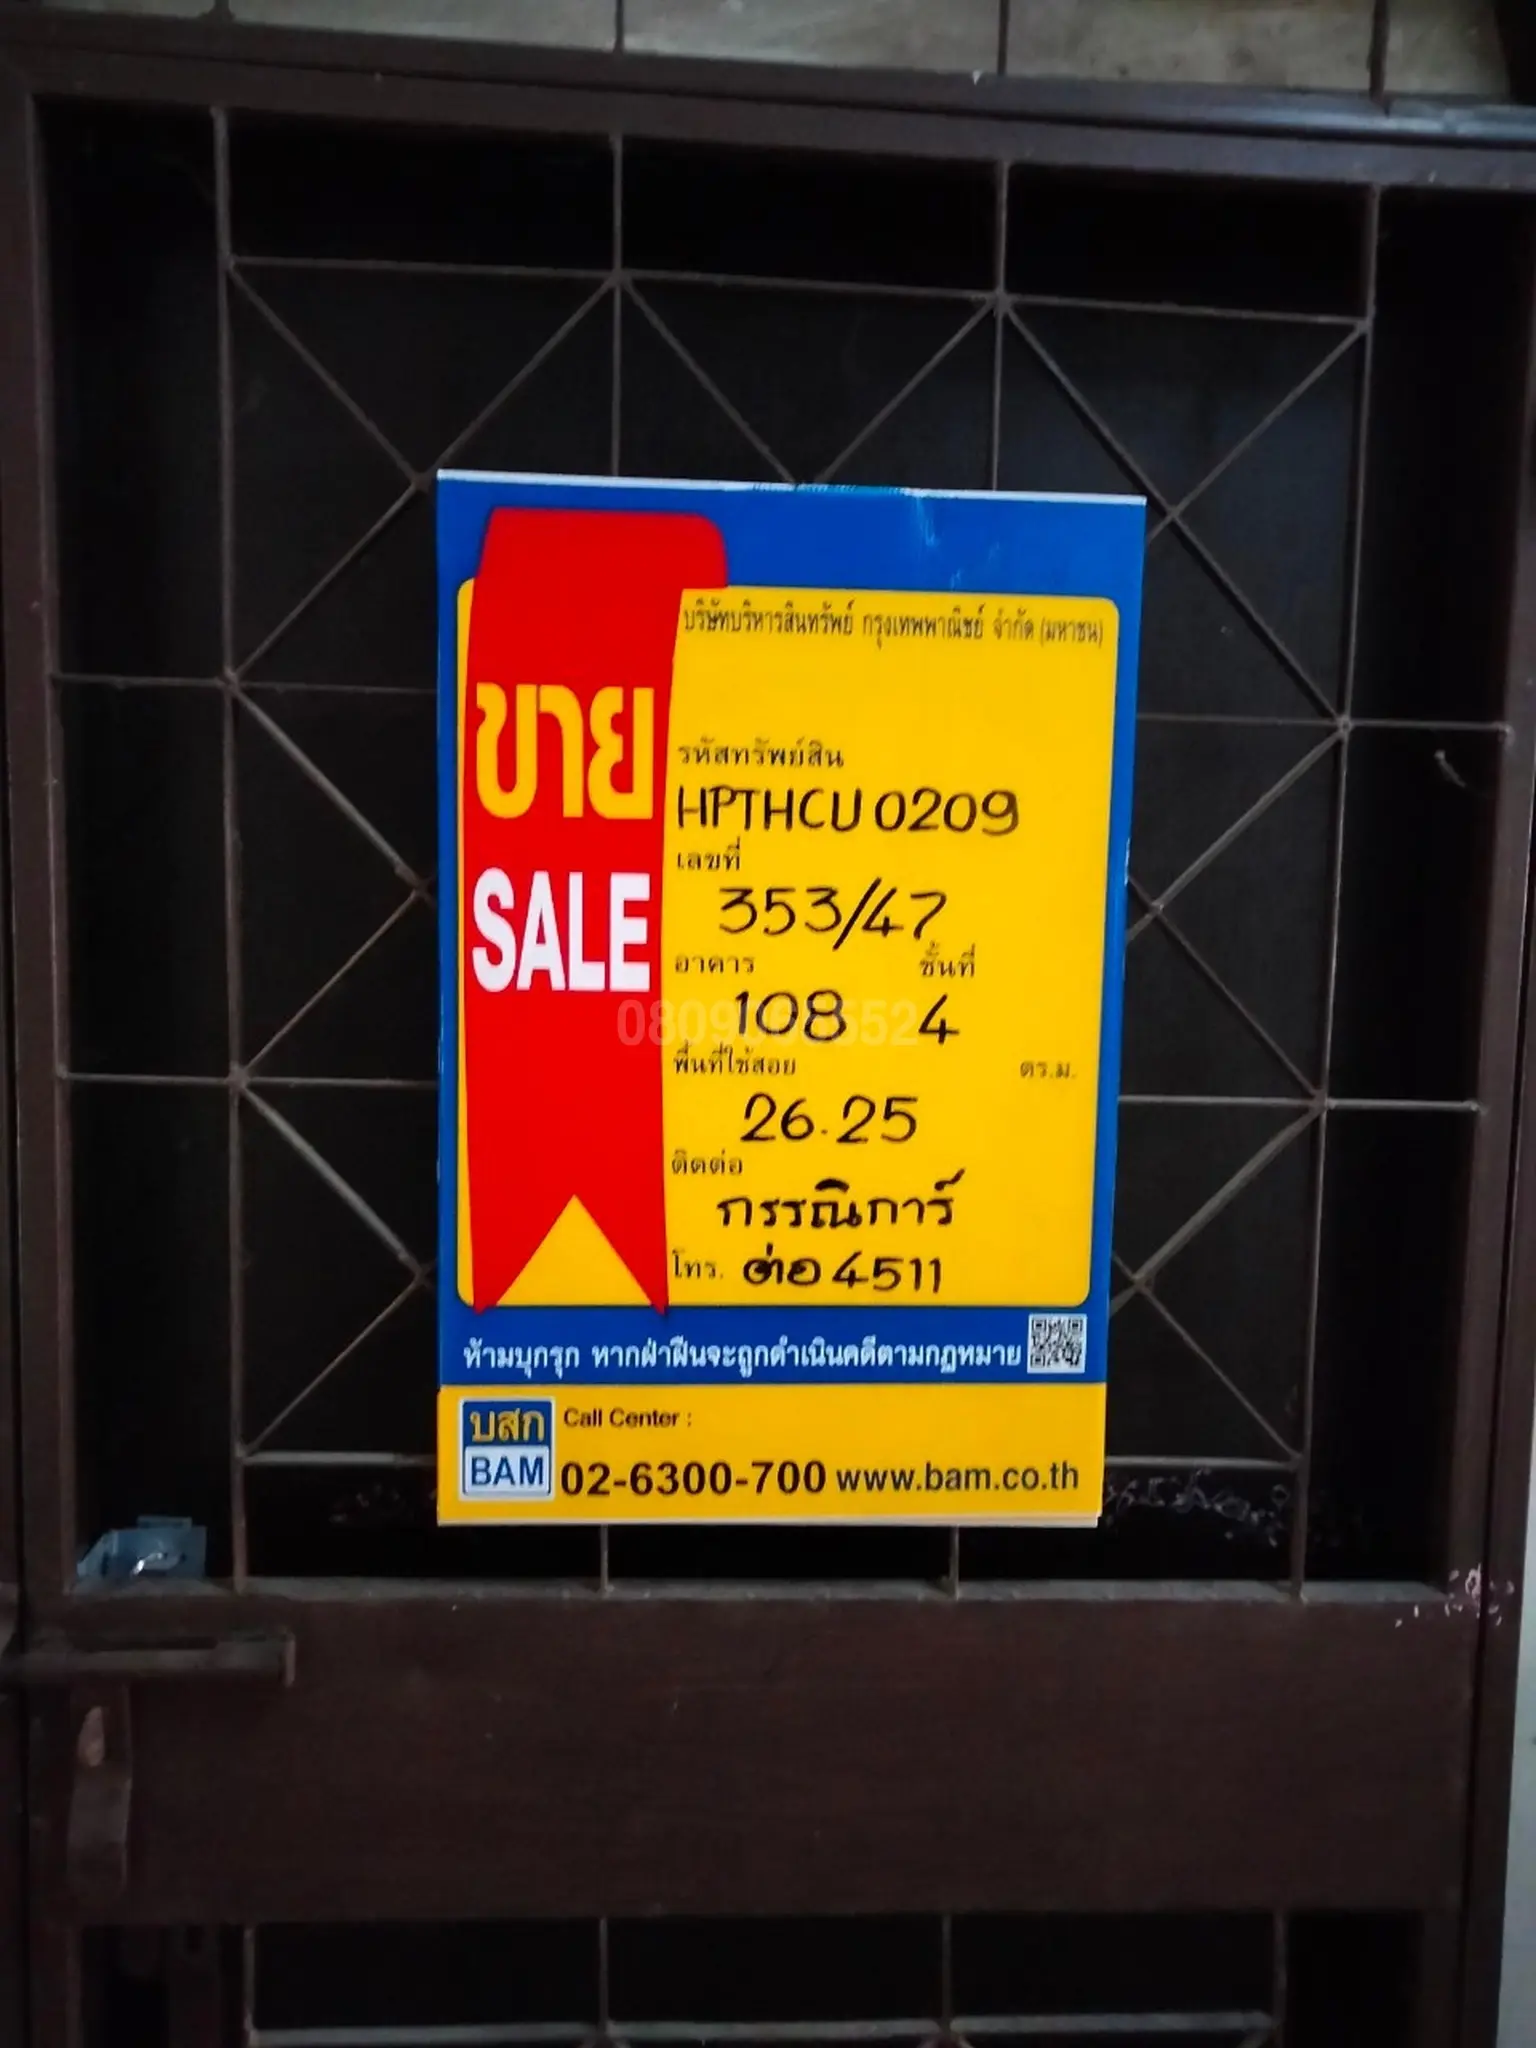 บริษัทบริหารสินทรัพย์ กรุงเทพพาณิชย์ จำกัด (มหาชน)
ขาย
SALE
รหัสทรัพย์สิน
HPTHCU0209
เลขที่
353/47
อาคาร ชั้นที่
108 4
พื้นที่ใช้สอย ตร.ม.
26.25
ติดต่อ
กรรณิการ์
โทร. ต่อ 4511
ห้ามบุกรุก หากฝ่าฝืนจะถูกดำเนินคดีตามกฎหมาย
บสก
BAM
Call Center :
02-6300-700 www.bam.co.th